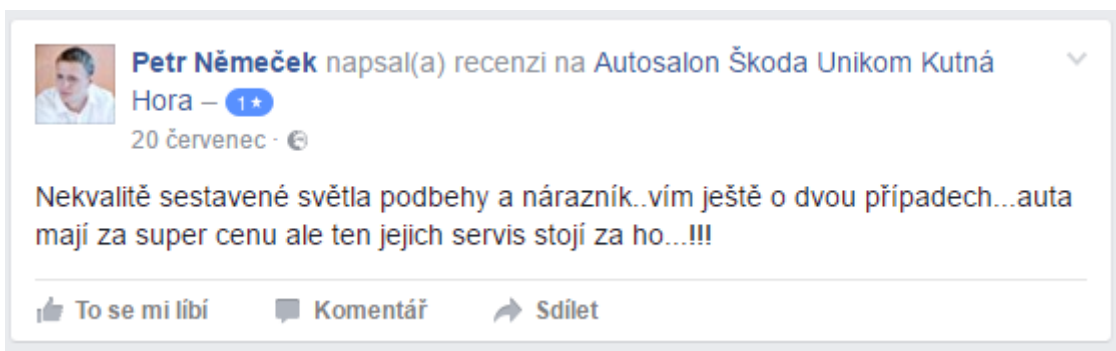 Petr Němeček napsal(a) recenzi na Autosalon Škoda Unikom Kutná
Hora – 1★
20 červenec ·
Nekvalitě sestavené světla podbehy a nárazník..vím ještě o dvou případech...auta
mají za super cenu ale ten jejich servis stojí za ho...!!!
To se mi líbí Komentář Sdílet